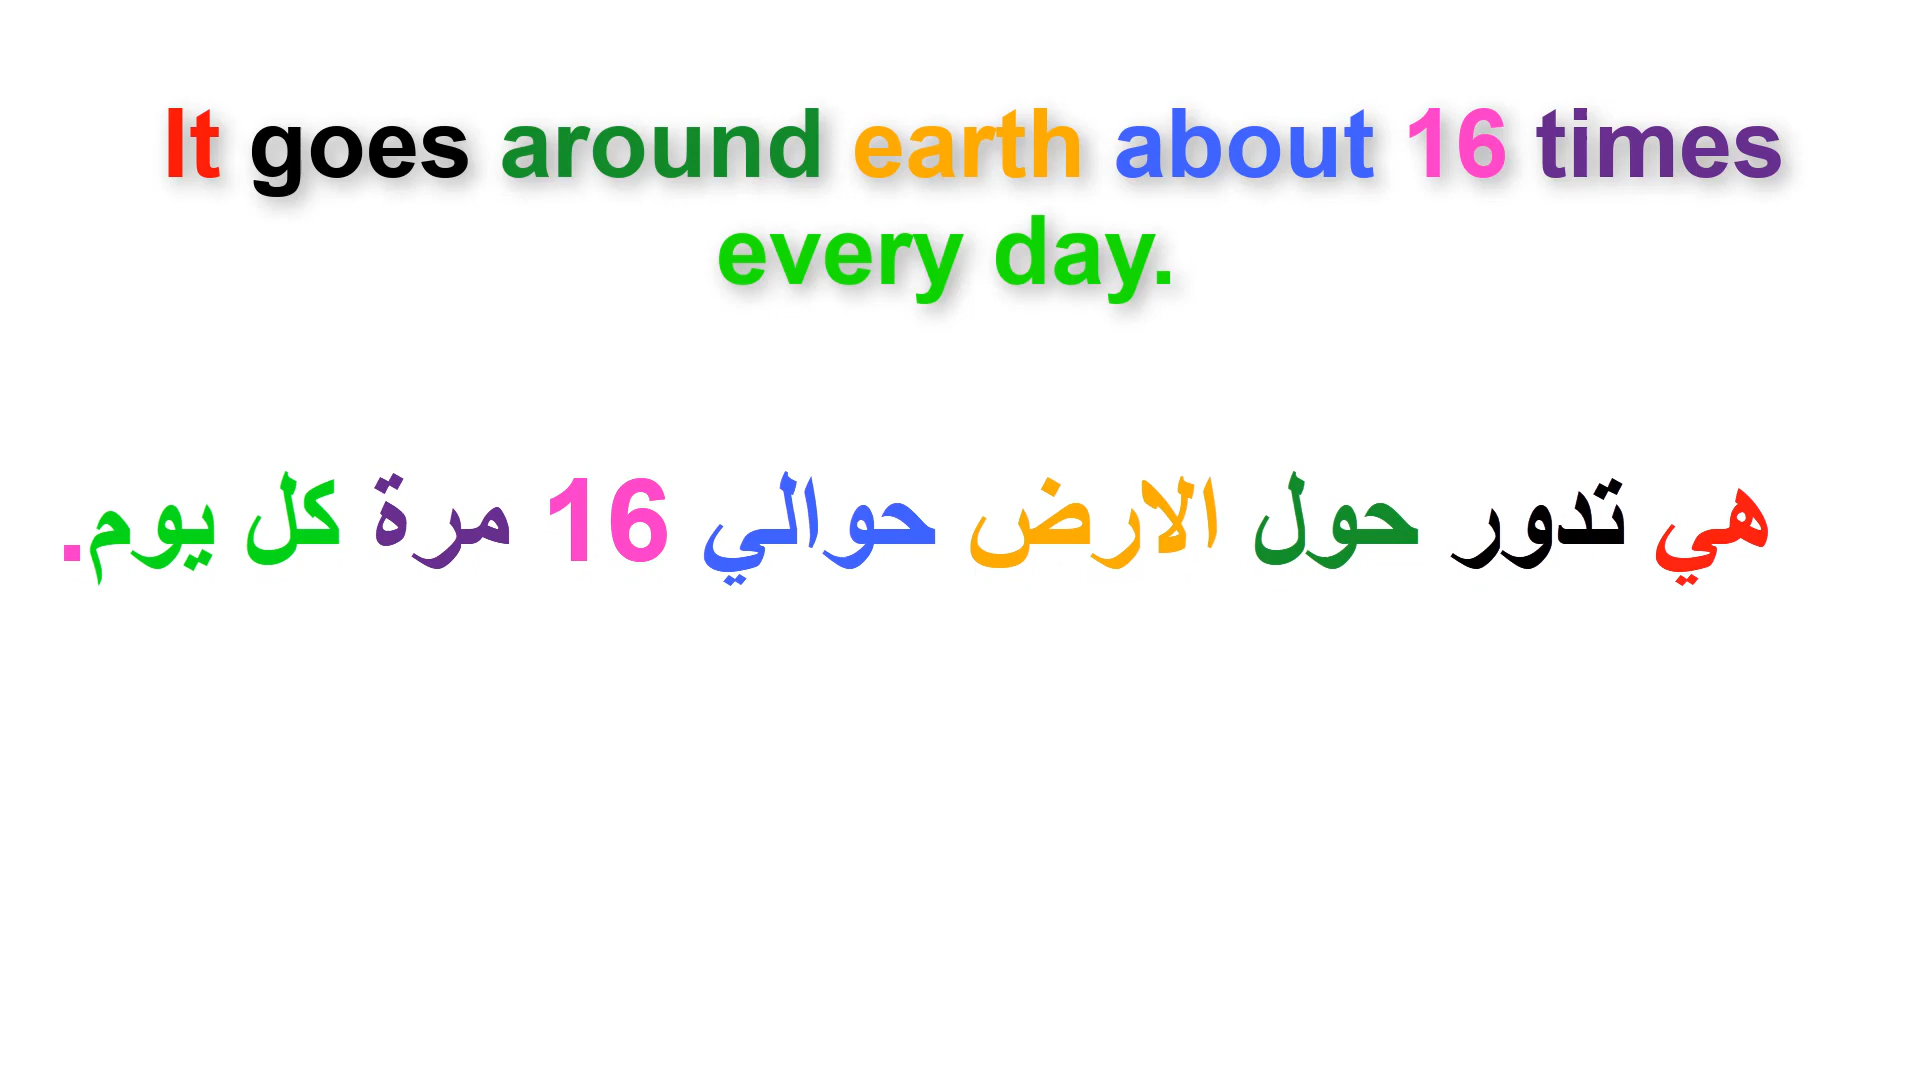 It goes around earth about 16 times
every day.
هي تدور حول الارض حوالي 16 مرة كل يوم.